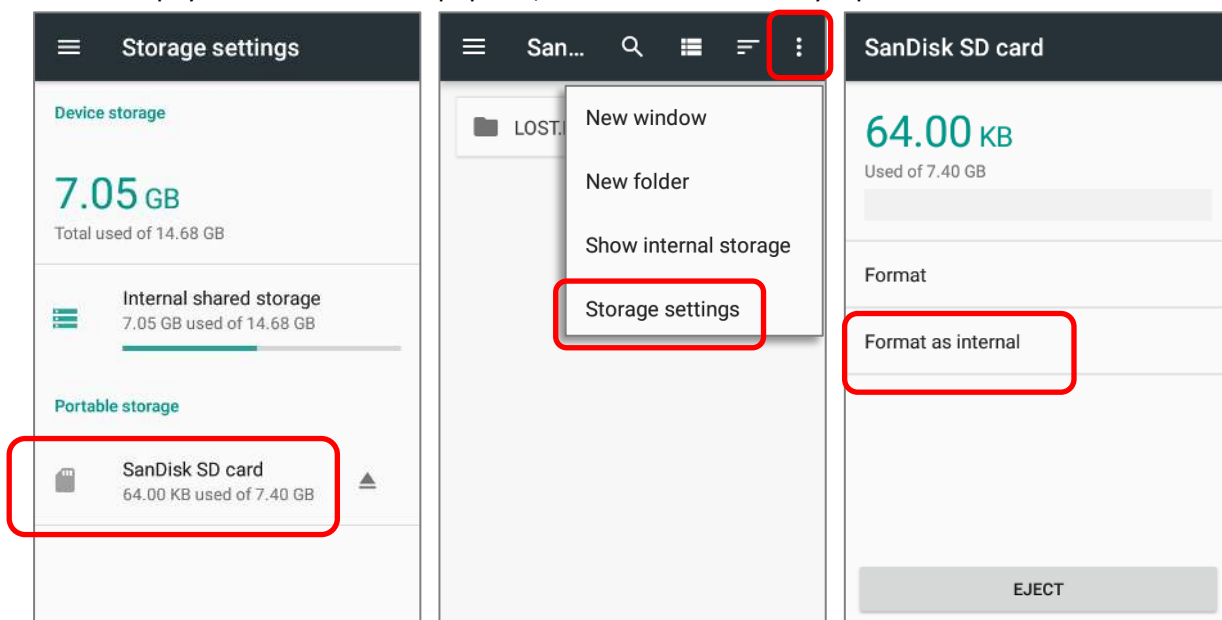 Storage settings
Device storage
7.05 GB
Total used of 14.68 GB
Internal shared storage
7.05 GB used of 14.68 GB
Portable storage
SanDisk SD card
64.00 KB used of 7.40 GB
San...
LOST.
New window
New folder
Show internal storage
Storage settings
SanDisk SD card
64.00 KB
Used of 7.40 GB
Format
Format as internal
EJECT